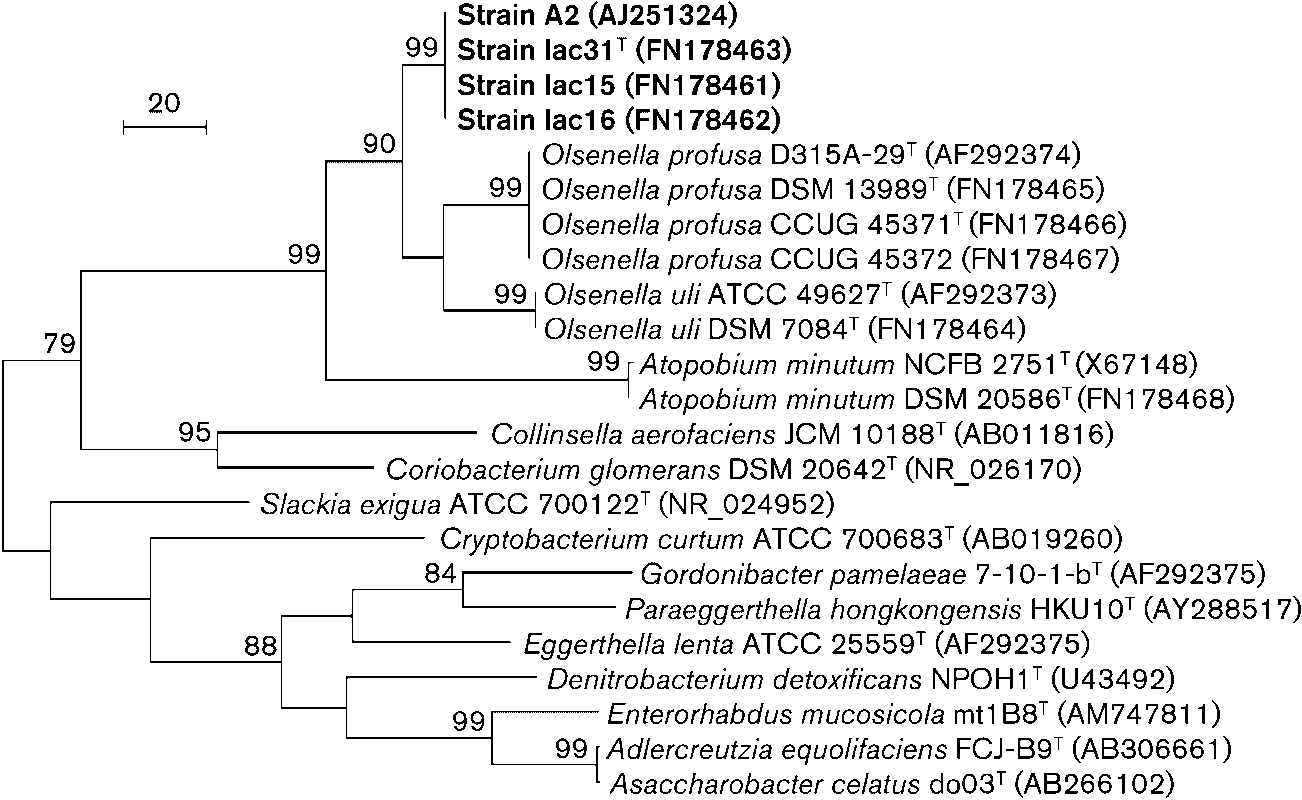 Strain A2 (AJ251324)
99
Strain lac31ᵀ (FN178463)
Strain lac15 (FN178461)
20
Strain lac16 (FN178462)
90
Olsenella profusa D315A-29ᵀ (AF292374)
99
Olsenella profusa DSM 13989ᵀ (FN178465)
Olsenella profusa CCUG 45371ᵀ (FN178466)
99
Olsenella profusa CCUG 45372 (FN178467)
99
Olsenella uli ATCC 49627ᵀ (AF292373)
Olsenella uli DSM 7084ᵀ (FN178464)
79
99
Atopobium minutum NCFB 2751ᵀ (X67148)
Atopobium minutum DSM 20586ᵀ (FN178468)
95
Collinsella aerofaciens JCM 10188ᵀ (AB011816)
Coriobacterium glomerans DSM 20642ᵀ (NR_026170)
Slackia exigua ATCC 700122ᵀ (NR_024952)
Cryptobacterium curtum ATCC 700683ᵀ (AB019260)
84
Gordonibacter pamelaeae 7-10-1-bᵀ (AF292375)
Paraeggerthella hongkongensis HKU10ᵀ (AY288517)
88
Eggerthella lenta ATCC 25559ᵀ (AF292375)
Denitrobacterium detoxificans NPOH1ᵀ (U43492)
99
Enterorhabdus mucosicola mt1B8ᵀ (AM747811)
99
Adlercreutzia equolifaciens FCJ-B9ᵀ (AB306661)
Asaccharobacter celatus do03ᵀ (AB266102)